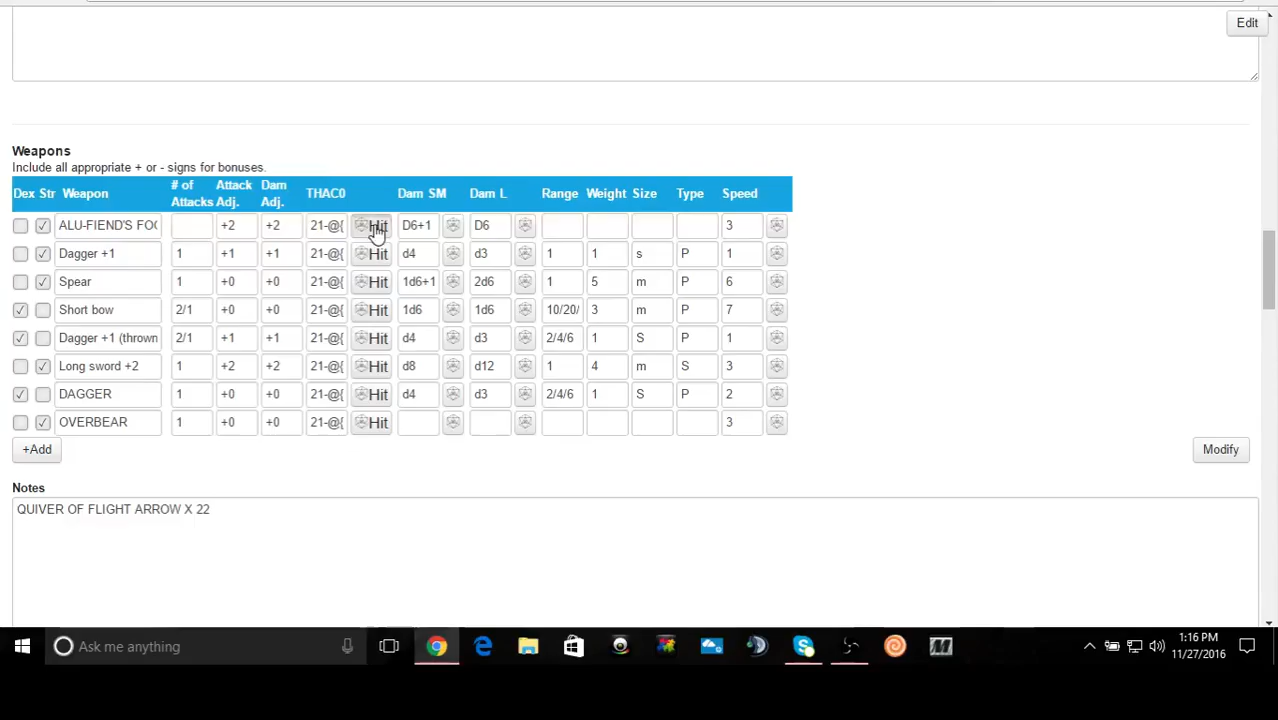 Edit
Weapons
Include all appropriate + or - signs for bonuses.
Dex Str Weapon # of Attacks Attack Adj. Dam Adj. THAC0 Dam SM Dam L Range Weight Size Type Speed
ALU-FIEND'S FOO +2 +2 21-@{ Hit D6+1 D6 3
Dagger +1 1 +1 +1 21-@{ Hit d4 d3 1 1 s P 1
Spear 1 +0 +0 21-@{ Hit 1d6+1 2d6 1 5 m P 6
Short bow 2/1 +0 +0 21-@{ Hit 1d6 1d6 10/20/ 3 m P 7
Dagger +1 (thrown 2/1 +1 +1 21-@{ Hit d4 d3 2/4/6 1 S P 1
Long sword +2 1 +2 +2 21-@{ Hit d8 d12 1 4 m S 3
DAGGER 1 +0 +0 21-@{ Hit d4 d3 2/4/6 1 S P 2
OVERBEAR 1 +0 +0 21-@{ Hit 3
+Add Modify
Notes
QUIVER OF FLIGHT ARROW X 22
Ask me anything
1:16 PM
11/27/2016